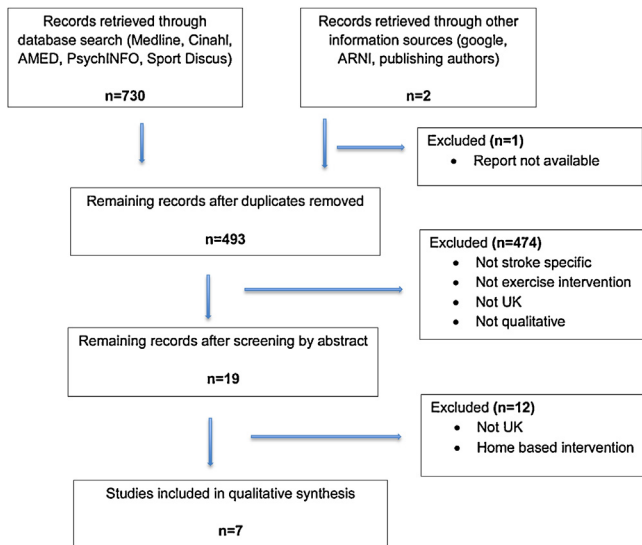 Records retrieved through
database search (Medline, Cinahl,
AMED, PsychINFO, Sport Discus)
n=730
Records retrieved through other
information sources (google,
ARNI, publishing authors)
n=2
Excluded (n=1)
• Report not available
Remaining records after duplicates removed
n=493
Excluded (n=474)
• Not stroke specific
• Not exercise intervention
• Not UK
• Not qualitative
Remaining records after screening by abstract
n=19
Excluded (n=12)
• Not UK
• Home based intervention
Studies included in qualitative synthesis
n=7